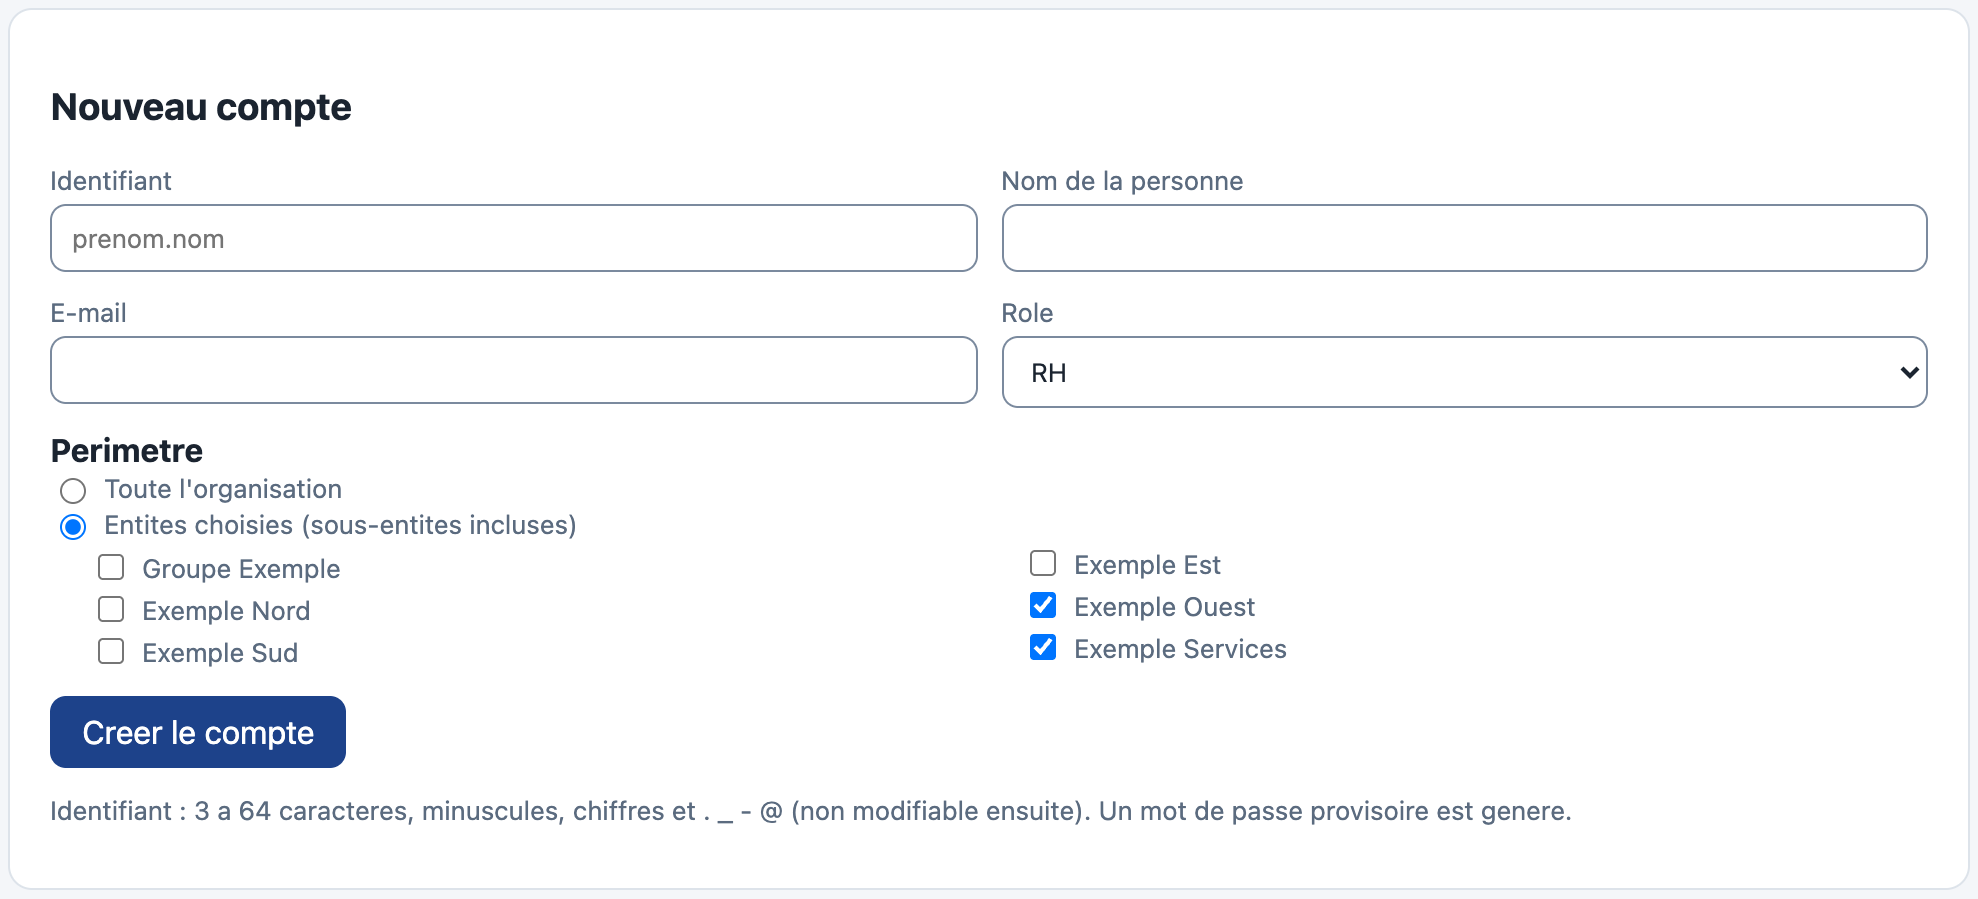 Nouveau compte
Identifiant
Nom de la personne
prenom.nom
E-mail
Role
RH
Perimetre
Toute l'organisation
Entites choisies (sous-entites incluses)
Groupe Exemple
Exemple Nord
Exemple Sud
Exemple Est
Exemple Ouest
Exemple Services
Creer le compte
Identifiant : 3 a 64 caracteres, minuscules, chiffres et . _ - @ (non modifiable ensuite). Un mot de passe provisoire est genere.